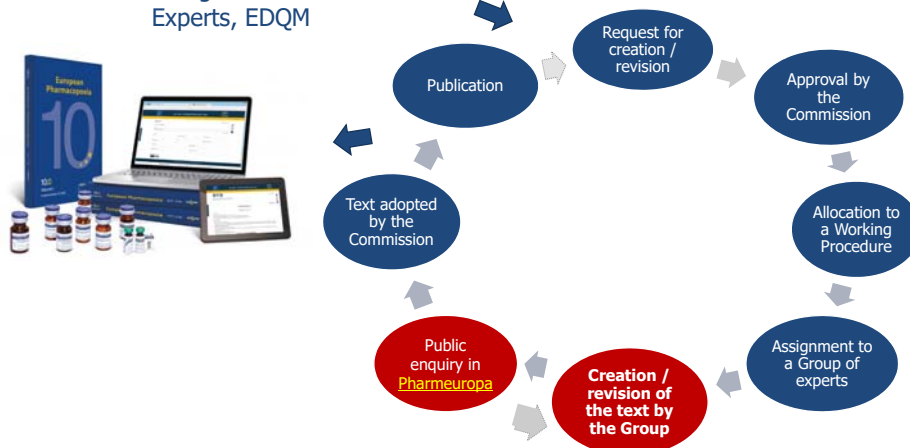 Experts, EDQM
Request for
creation /
revision
Approval by
the
Commission
Allocation to
a Working
Procedure
Assignment to
a Group of
experts
Creation /
revision of
the text by
the Group
Public
enquiry in
Pharmeuropa
Text adopted
by the
Commission
Publication
European
Pharmacopoeia
10
10.0